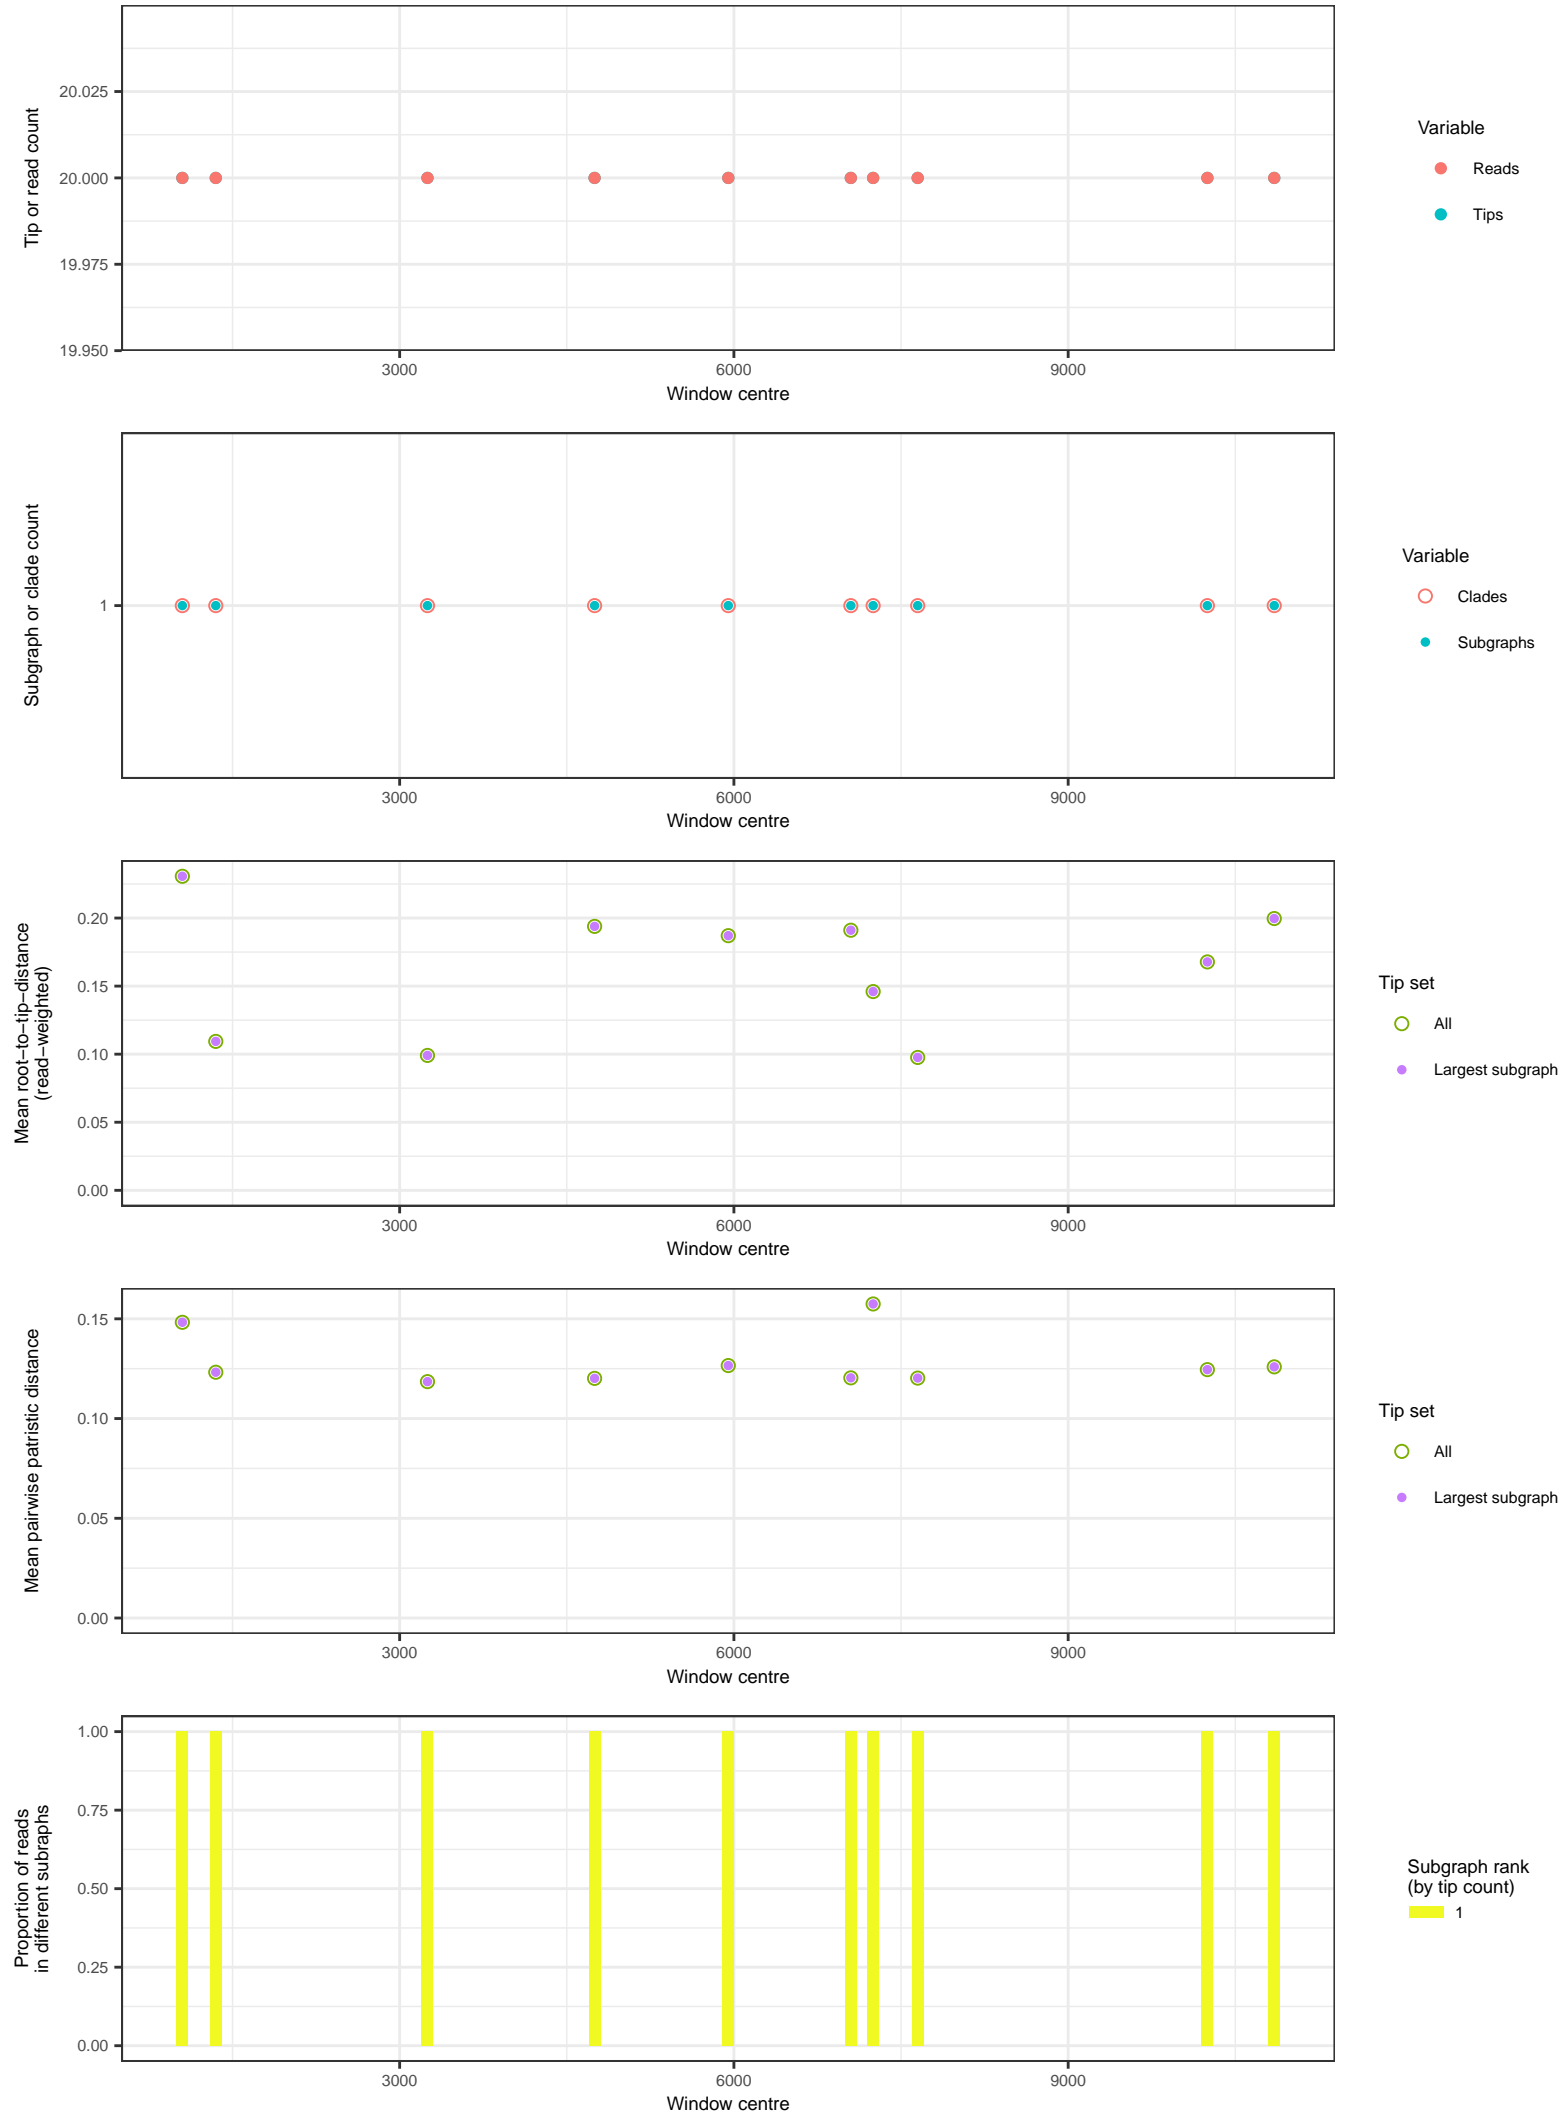 Tip or read count
20.025
20.000
19.975
19.950
3000
6000
9000
Window centre
Variable
Reads
Tips
Subgraph or clade count
1
3000
6000
9000
Window centre
Variable
Clades
Subgraphs
Mean root−to−tip−distance
(read−weighted)
0.20
0.15
0.10
0.05
0.00
3000
6000
9000
Window centre
Tip set
All
Largest subgraph
Mean pairwise patristic distance
0.15
0.10
0.05
0.00
3000
6000
9000
Window centre
Tip set
All
Largest subgraph
Proportion of reads
in different subraphs
1.00
0.75
0.50
0.25
0.00
3000
6000
9000
Window centre
Subgraph rank
(by tip count)
1